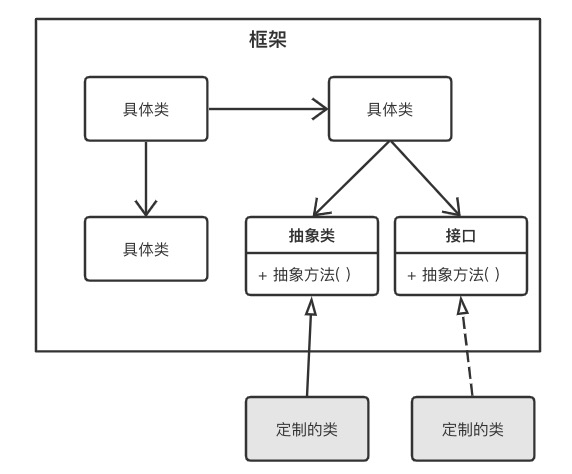 框架
具体类
具体类
具体类
抽象类
接口
+ 抽象方法( )
+ 抽象方法( )
定制的类
定制的类